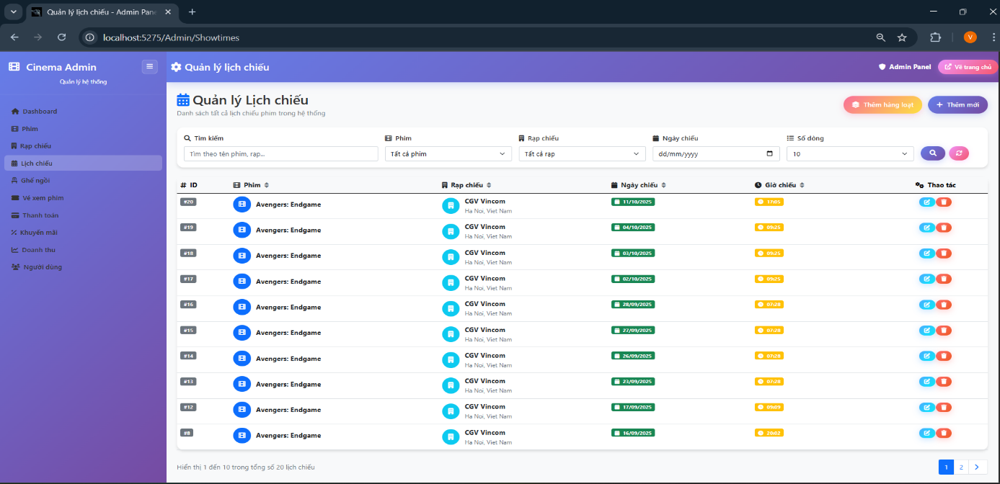 Quản lý lịch chiếu - Admin Pane
localhost:5275/Admin/Showtimes
V
Cinema Admin
Quản lý hệ thống
Dashboard
Phim
Rạp chiếu
Lịch chiếu
Ghế ngồi
Vé xem phim
Thanh toán
Khuyến mãi
Doanh thu
Người dùng
Quản lý lịch chiếu
Admin Panel
Về trang chủ
Quản lý Lịch chiếu
Danh sách tất cả lịch chiếu phim trong hệ thống
Thêm hàng loạt
Thêm mới
Tìm kiếm Phim Rạp chiếu Ngày chiếu Số dòng
Tìm theo tên phim, rạp... Tất cả phim Tất cả rạp dd/mm/yyyy 10
# ID Phim Rạp chiếu Ngày chiếu Giờ chiếu Thao tác
#20 Avengers: Endgame CGV Vincom 11/10/2025 17:05
Ha Noi, Viet Nam
#19 Avengers: Endgame CGV Vincom 04/10/2025 09:25
Ha Noi, Viet Nam
#18 Avengers: Endgame CGV Vincom 03/10/2025 09:25
Ha Noi, Viet Nam
#17 Avengers: Endgame CGV Vincom 02/10/2025 09:25
Ha Noi, Viet Nam
#16 Avengers: Endgame CGV Vincom 28/09/2025 07:28
Ha Noi, Viet Nam
#15 Avengers: Endgame CGV Vincom 27/09/2025 07:28
Ha Noi, Viet Nam
#14 Avengers: Endgame CGV Vincom 26/09/2025 07:28
Ha Noi, Viet Nam
#13 Avengers: Endgame CGV Vincom 23/09/2025 07:28
Ha Noi, Viet Nam
#12 Avengers: Endgame CGV Vincom 17/09/2025 09:09
Ha Noi, Viet Nam
#8 Avengers: Endgame CGV Vincom 16/09/2025 20:02
Ha Noi, Viet Nam
Hiển thị 1 đến 10 trong tổng số 20 lịch chiếu
1 2